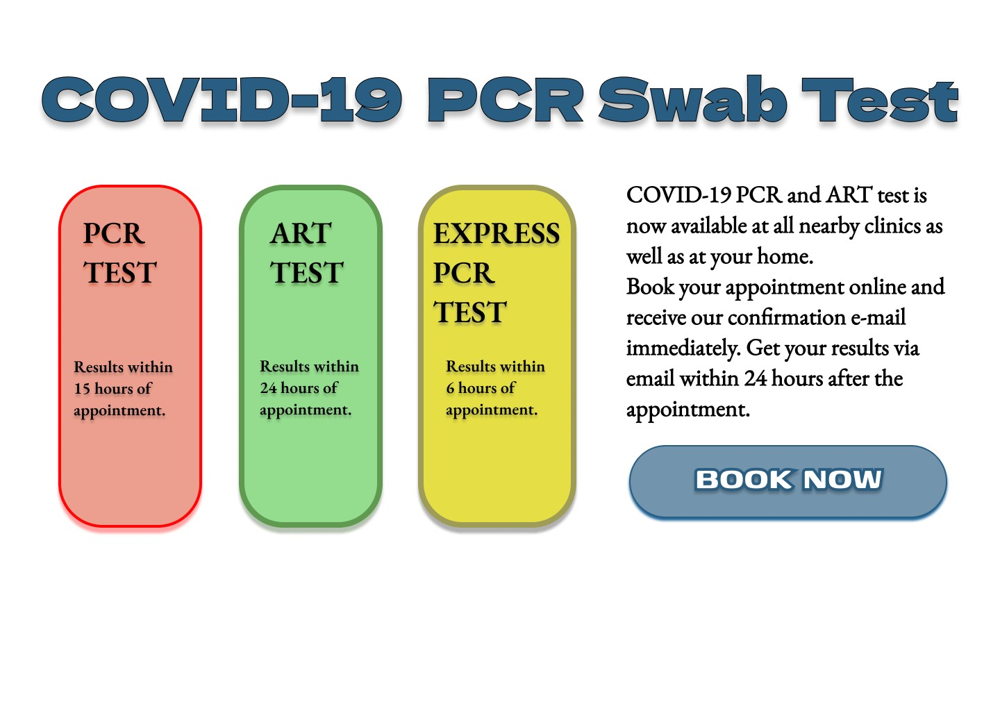 COVID-19 PCR Swab Test
PCR
TEST
Results within
15 hours of
appointment.
ART
TEST
Results within
24 hours of
appointment.
EXPRESS
PCR
TEST
Results within
6 hours of
appointment.
COVID-19 PCR and ART test is
now available at all nearby clinics as
well as at your home.
Book your appointment online and
receive our confirmation e-mail
immediately. Get your results via
email within 24 hours after the
appointment.
BOOK NOW